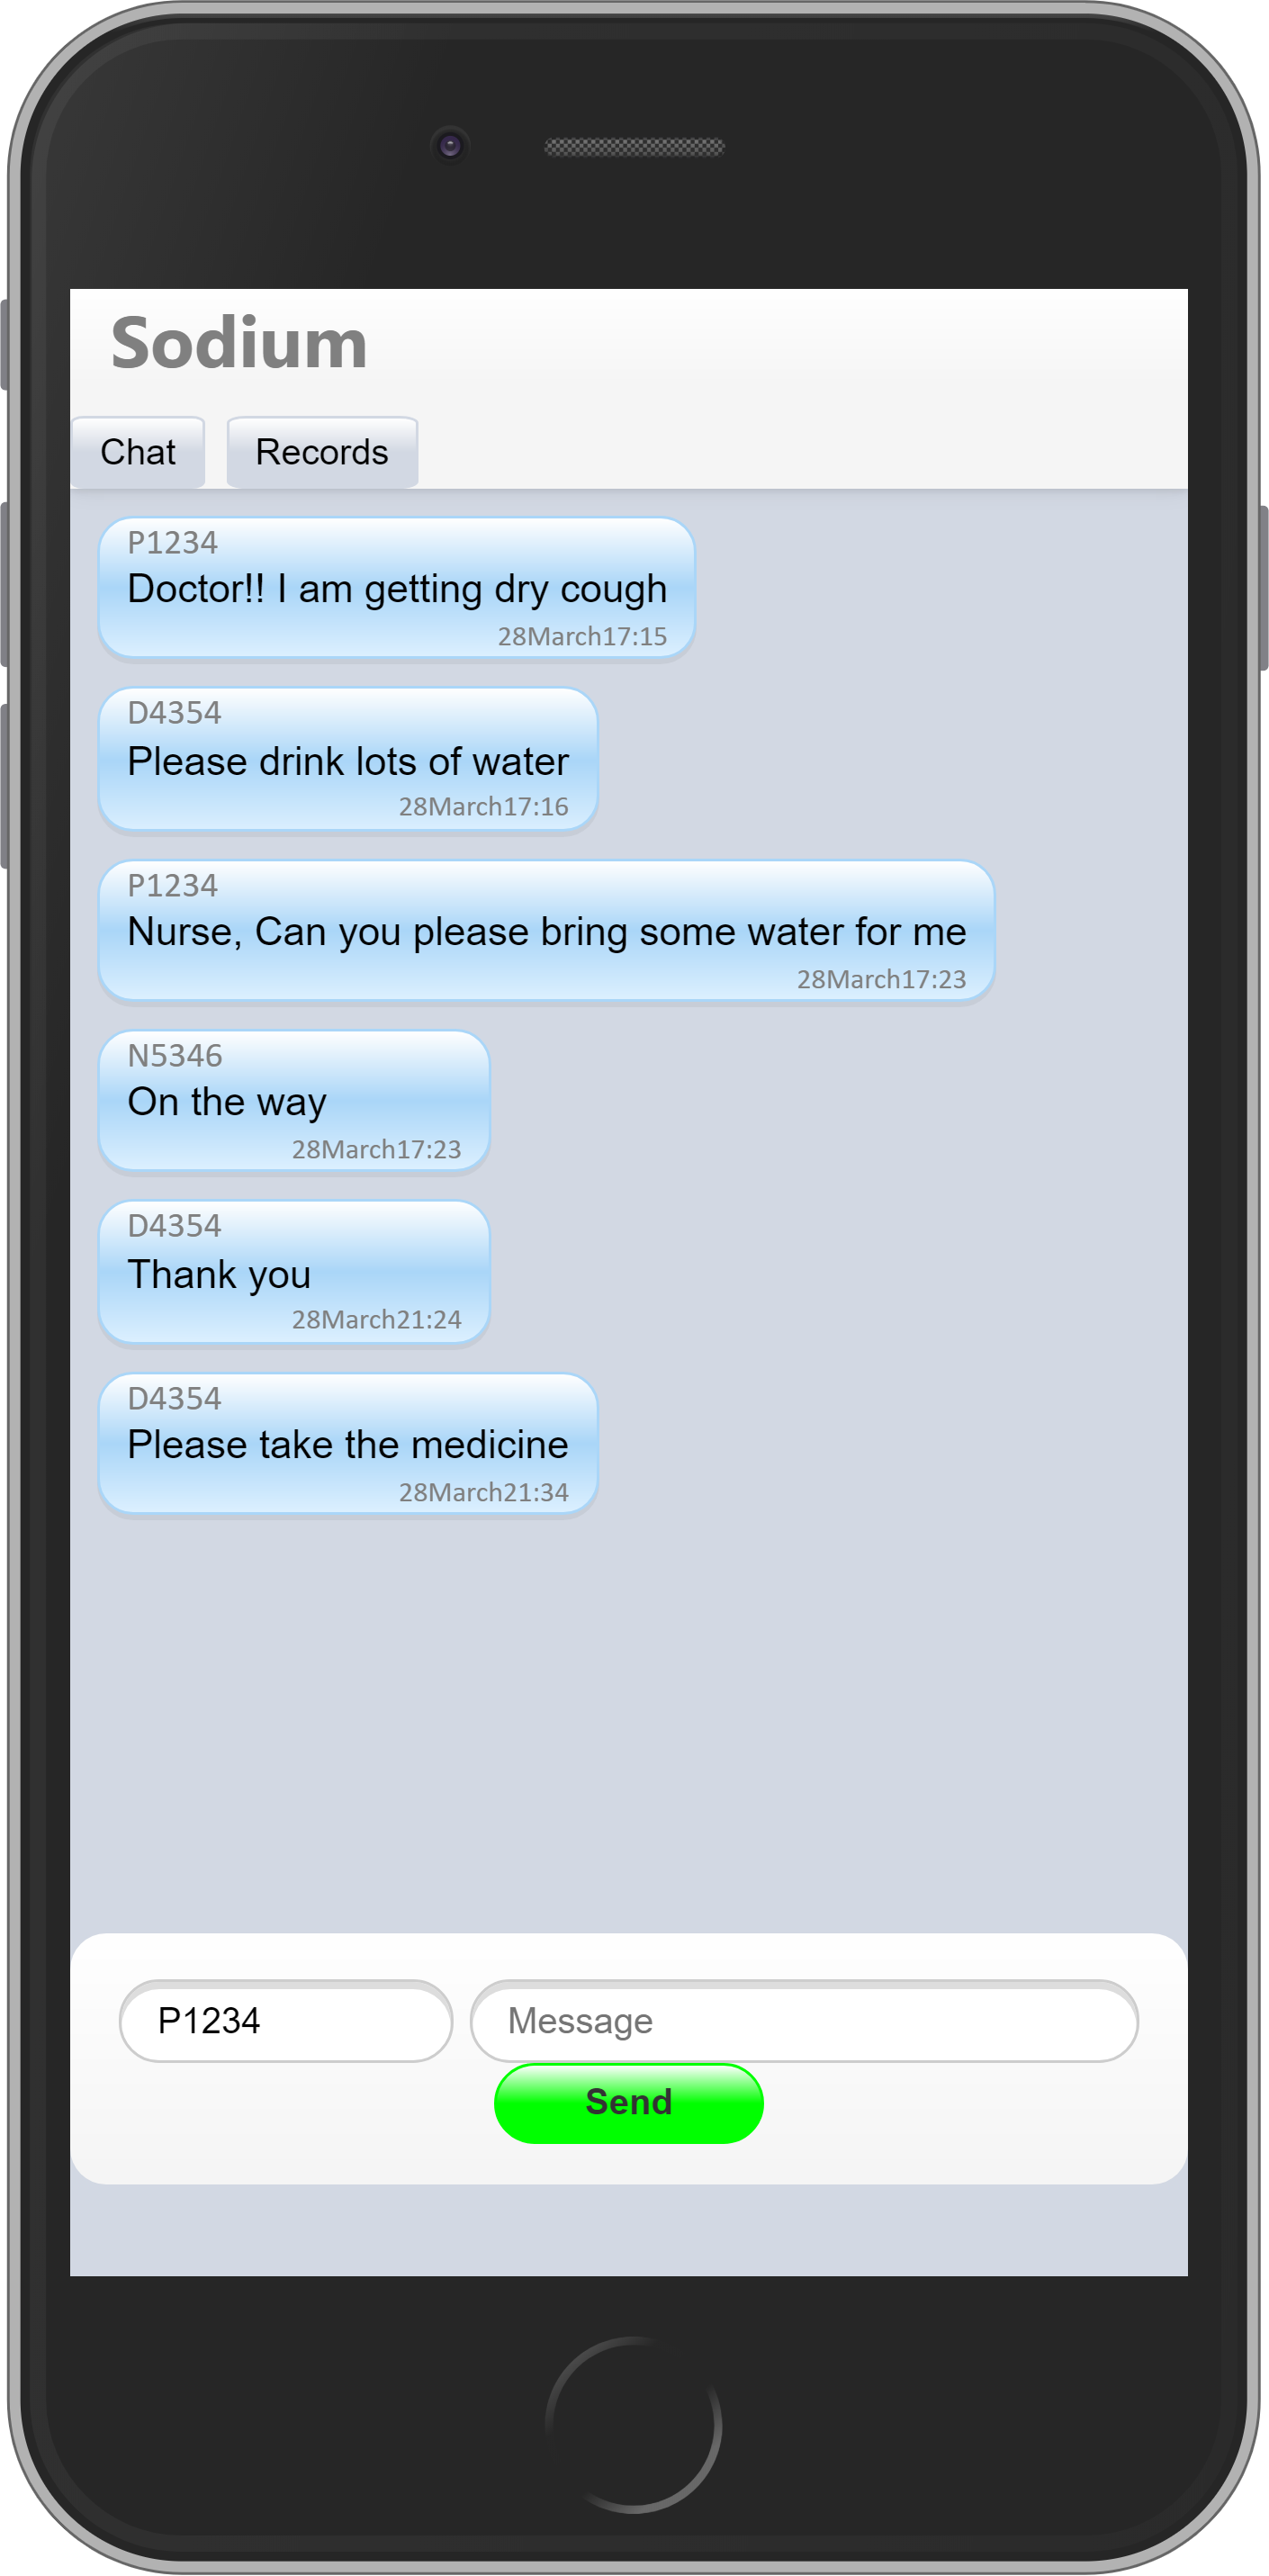 Sodium
Chat Records
P1234
Doctor!! I am getting dry cough
28March17:15
D4354
Please drink lots of water
28March17:16
P1234
Nurse, Can you please bring some water for me
28March17:23
N5346
On the way
28March17:23
D4354
Thank you
28March21:24
D4354
Please take the medicine
28March21:34
P1234 Message
Send